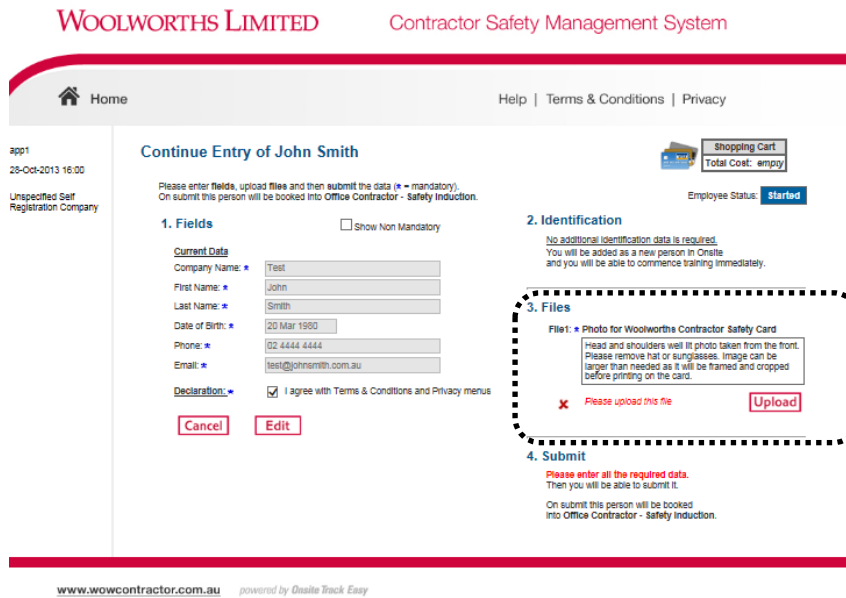 WOOLWORTHS LIMITED
Contractor Safety Management System
Home
Help | Terms & Conditions | Privacy
app1
28-Oct-2013 16:00
Unspecified Self
Registration Company
Continue Entry of John Smith
Shopping Cart
Total Cost: empty
Please enter fields, upload files and then submit the data (* = mandatory).
On submit this person will be booked into Office Contractor - Safety Induction.
Employee Status: Started
1. Fields
Show Non Mandatory
Current Data
Company Name: * Test
First Name: * John
Last Name: * Smith
Date of Birth: * 20 Mar 1980
Phone: * 02 4444 4444
Email: * test@johnsmith.com.au
Declaration: * I agree with Terms & Conditions and Privacy menus
Cancel Edit
2. Identification
No additional identification data is required.
You will be added as a new person in Onsite
and you will be able to commence training immediately.
3. Files
File1: * Photo for Woolworths Contractor Safety Card
Head and shoulders well lit photo taken from the front.
Please remove hat or sunglasses. Image can be
larger than needed as it will be framed and cropped
before printing on the card.
Please upload this file
Upload
4. Submit
Please enter all the required data.
Then you will be able to submit it.
On submit this person will be booked
into Office Contractor - Safety Induction.
www.wowcontractor.com.au powered by Onsite Track Easy